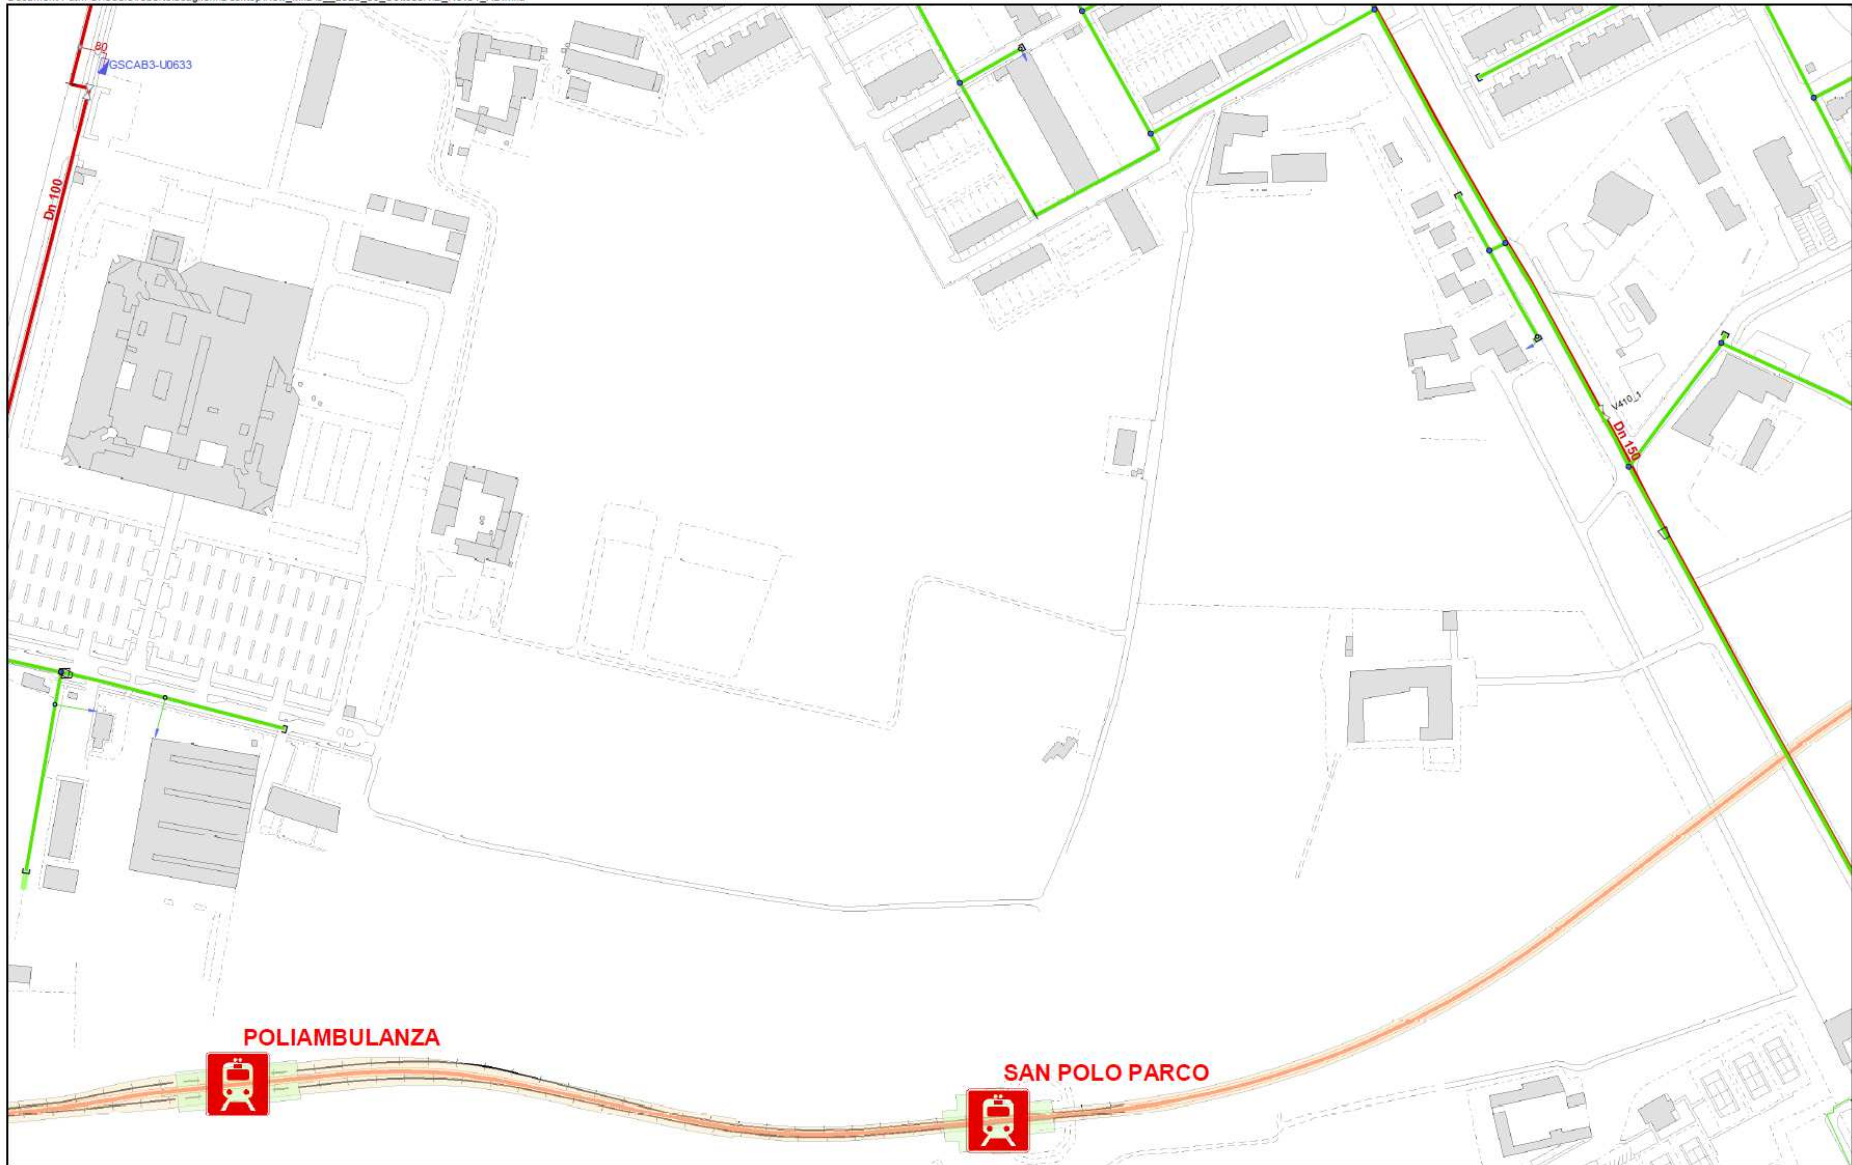 80
GSCAB3-U0633
Dn 100
V410_1
Dn 150
POLIAMBULANZA
SAN POLO PARCO